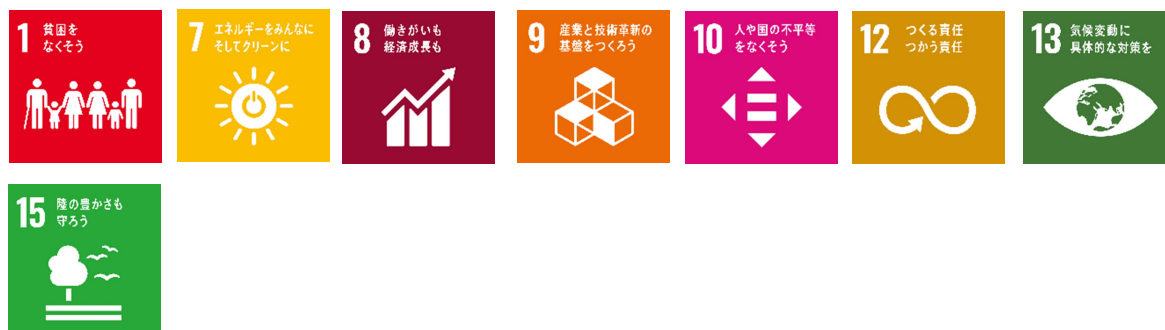 1 貧困を
なくそう
7 エネルギーをみんなに
そしてクリーンに
8 働きがいも
経済成長も
9 産業と技術革新の
基盤をつくろう
10 人や国の不平等
をなくそう
12 つくる責任
つかう責任
13 気候変動に
具体的な対策を
15 陸の豊かさも
守ろう